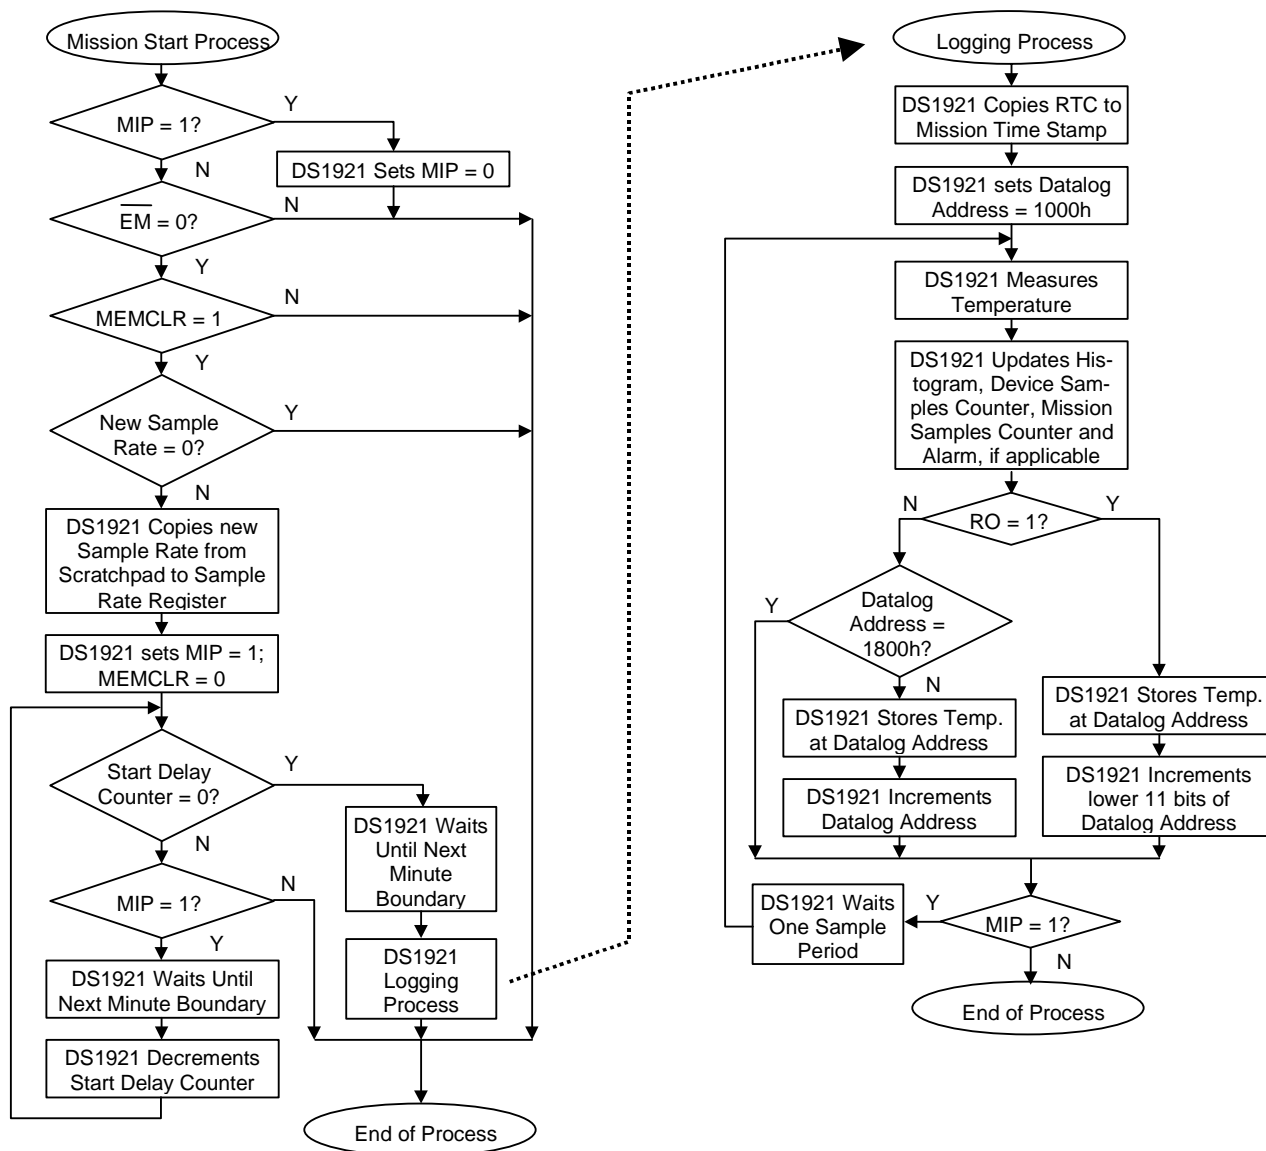 Mission Start Process
MIP = 1?
Y
N
DS1921 Sets MIP = 0
EM = 0?
N
Y
MEMCLR = 1
N
Y
New Sample
Rate = 0?
Y
N
DS1921 Copies new
Sample Rate from
Scratchpad to Sample
Rate Register
DS1921 sets MIP = 1;
MEMCLR = 0
Start Delay
Counter = 0?
Y
N
DS1921 Waits
Until Next
Minute
Boundary
MIP = 1?
N
Y
DS1921 Waits Until
Next Minute Boundary
DS1921
Logging
Process
DS1921 Decrements
Start Delay Counter
End of Process
Logging Process
DS1921 Copies RTC to
Mission Time Stamp
DS1921 sets Datalog
Address = 1000h
DS1921 Measures
Temperature
DS1921 Updates His-
togram, Device Sam-
ples Counter, Mission
Samples Counter and
Alarm, if applicable
RO = 1?
N
Y
Datalog
Address =
1800h?
Y
N
DS1921 Stores Temp.
at Datalog Address
DS1921 Increments
Datalog Address
DS1921 Stores Temp.
at Datalog Address
DS1921 Increments
lower 11 bits of
Datalog Address
MIP = 1?
Y
N
DS1921 Waits
One Sample
Period
End of Process